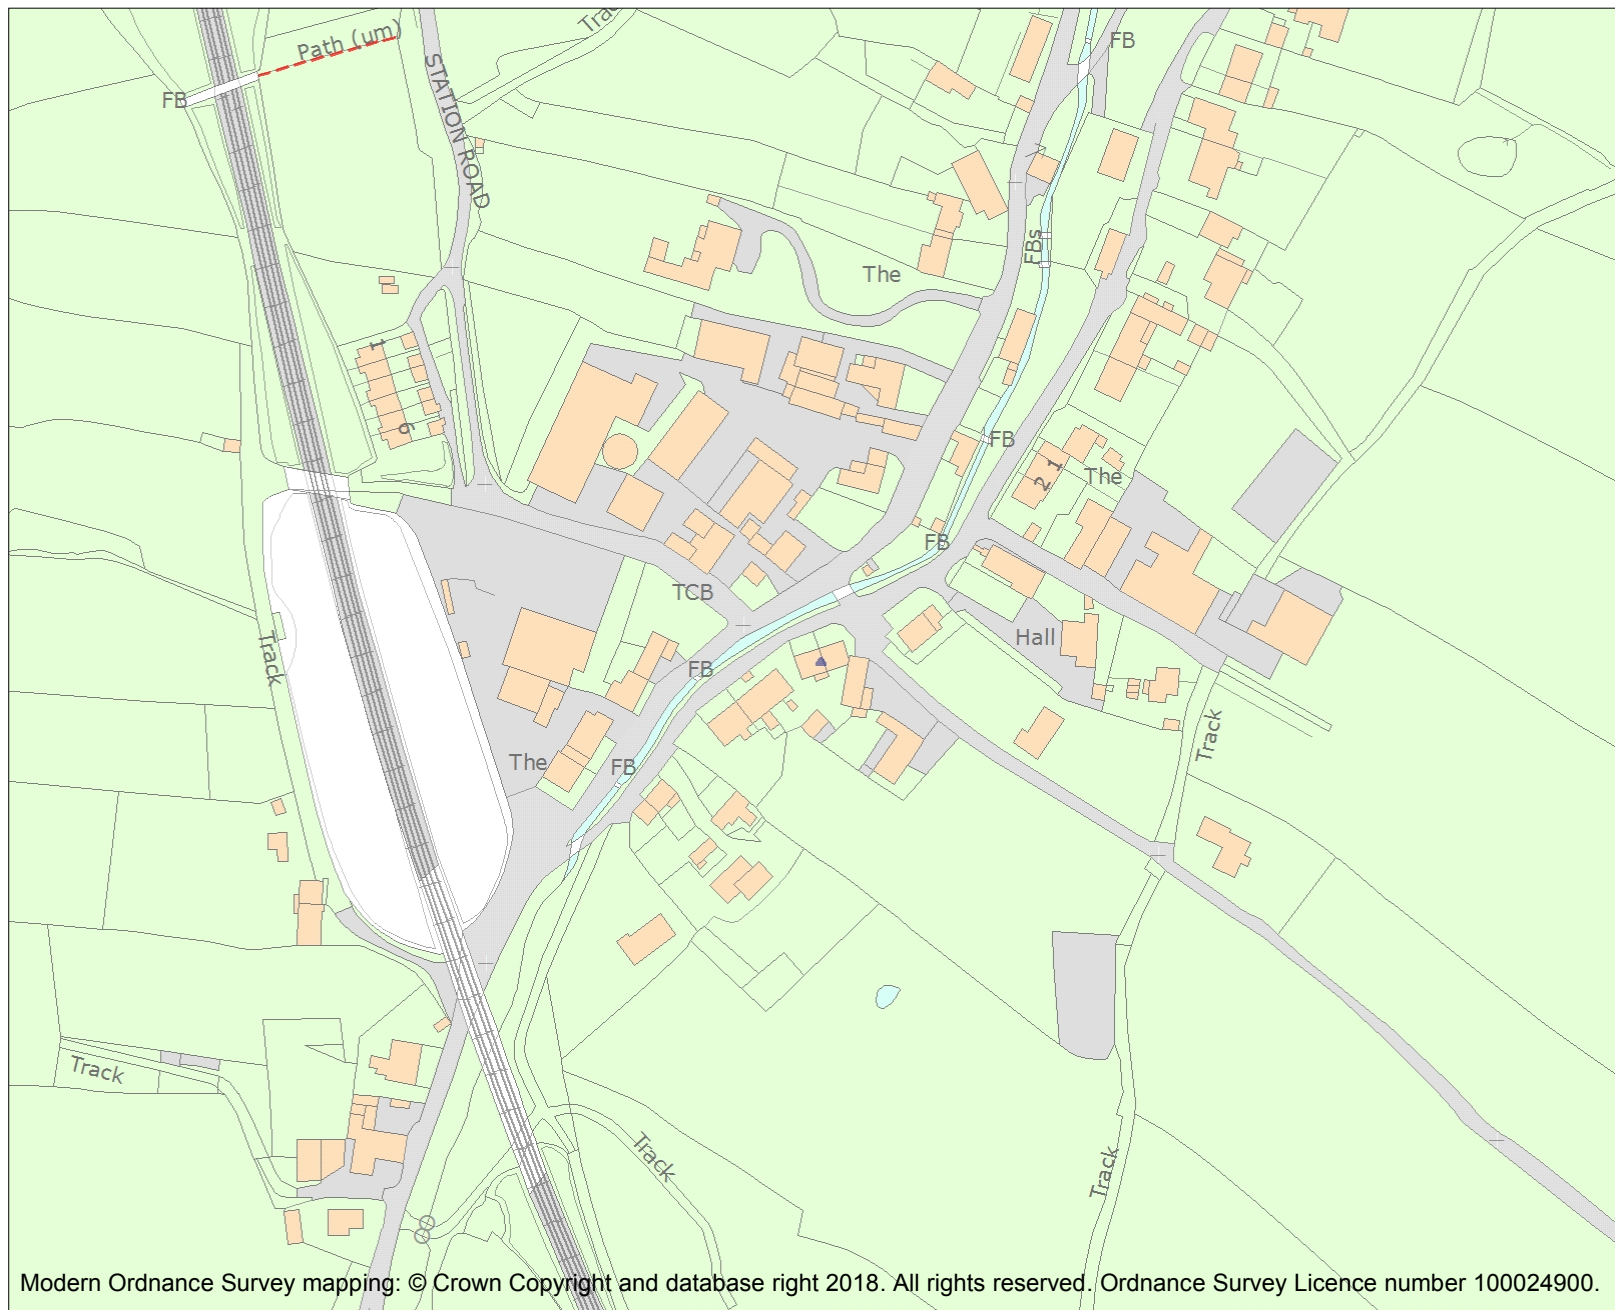 Track
FB
Path (um)
STATION ROAD
FB
FBs
The
1
6
FB
1
2
The
FB
TCB
Hall
Track
FB
Track
The
FB
Track
Track
Track
Modern Ordnance Survey mapping: © Crown Copyright and database right 2018. All rights reserved. Ordnance Survey Licence number 100024900.